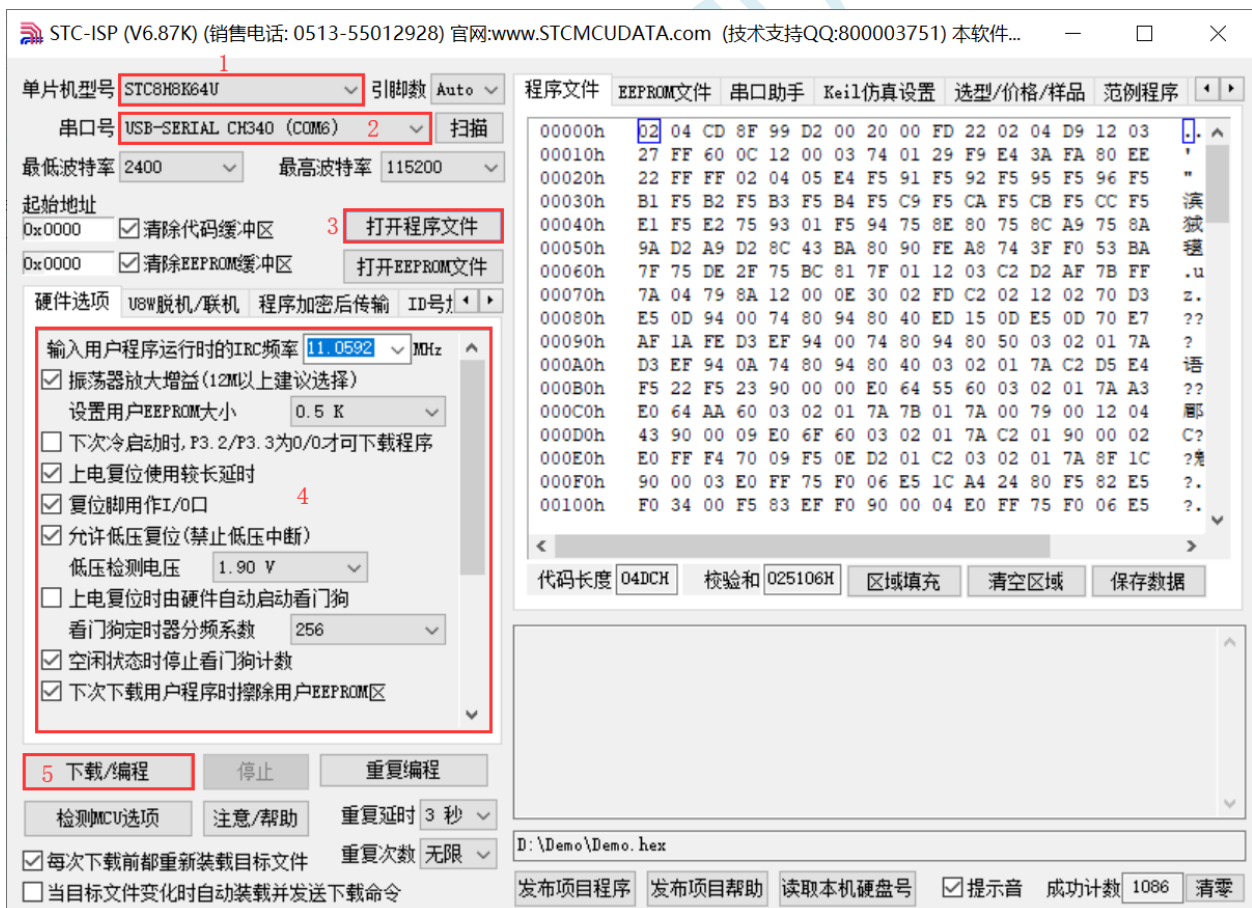 STC-ISP (V6.87K) (销售电话: 0513-55012928) 官网:www.STCMCUDATA.com (技术支持QQ:800003751) 本软件...
1
单片机型号 STC8H8K64U 引脚数 Auto
串口号 USB-SERIAL CH340 (COM6) 2 扫描
最低波特率 2400 最高波特率 115200
起始地址
0x0000 清除代码缓冲区 3 打开程序文件
0x0000 清除EEPROM缓冲区 打开EEPROM文件
硬件选项 U8W脱机/联机 程序加密后传输 ID号
输入用户程序运行时的IRC频率 11.0592 MHz
振荡器放大增益(12M以上建议选择)
设置用户EEPROM大小 0.5 K
下次冷启动时,P3.2/P3.3为0/0才可下载程序
上电复位使用较长延时
4
复位脚用作I/O口
允许低压复位(禁止低压中断)
低压检测电压 1.90 V
上电复位时由硬件自动启动看门狗
看门狗定时器分频系数 256
空闲状态时停止看门狗计数
下次下载用户程序时擦除用户EEPROM区
5 下载/编程 停止 重复编程
检测MCU选项 注意/帮助 重复延时 3 秒
每次下载前都重新装载目标文件 重复次数 无限
当目标文件变化时自动装载并发送下载命令
程序文件 EEPROM文件 串口助手 Keil仿真设置 选型/价格/样品 范例程序
00000h 02 04 CD 8F 99 D2 00 20 00 FD 22 02 04 D9 12 03 ..
00010h 27 FF 60 0C 12 00 03 74 01 29 F9 E4 3A FA 80 EE '
00020h 22 FF FF 02 04 05 E4 F5 91 F5 92 F5 95 F5 96 F5 "
00030h B1 F5 B2 F5 B3 F5 B4 F5 C9 F5 CA F5 CB F5 CC F5 滨
00040h E1 F5 E2 75 93 01 F5 94 75 8E 80 75 8C A9 75 8A
00050h 9A D2 A9 D2 8C 43 BA 80 90 FE A8 74 3F F0 53 BA
00060h 7F 75 DE 2F 75 BC 81 7F 01 12 03 C2 D2 AF 7B FF .u
00070h 7A 04 79 8A 12 00 0E 30 02 FD C2 02 12 02 70 D3 z.
00080h E5 0D 94 00 74 80 94 80 40 ED 15 0D E5 0D 70 E7 ??
00090h AF 1A FE D3 EF 94 00 74 80 94 80 50 03 02 01 7A ?
000A0h D3 EF 94 0A 74 80 94 80 40 03 02 01 7A C2 D5 E4 语
000B0h F5 22 F5 23 90 00 00 E0 64 55 60 03 02 01 7A A3 ??
000C0h E0 64 AA 60 03 02 01 7A 7B 01 7A 00 79 00 12 04 郿
000D0h 43 90 00 09 E0 6F 60 03 02 01 7A C2 01 90 00 02 C?
000E0h E0 FF F4 70 09 F5 0E D2 01 C2 03 02 01 7A 8F 1C
000F0h 90 00 03 E0 FF 75 F0 06 E5 1C A4 24 80 F5 82 E5 ?.
00100h F0 34 00 F5 83 EF F0 90 00 04 E0 FF 75 F0 06 E5 ?.
代码长度 04DCH 校验和 025106H 区域填充 清空区域 保存数据
D:\Demo\Demo.hex
发布项目程序 发布项目帮助 读取本机硬盘号 提示音 成功计数 1086 清零